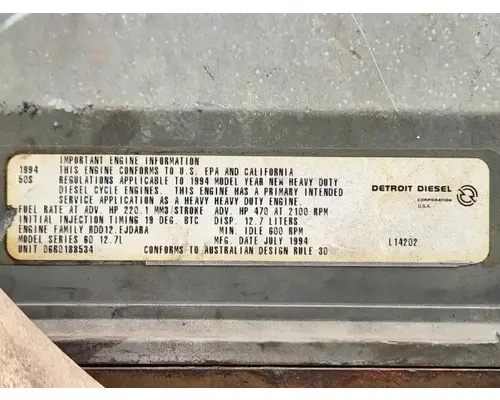 IMPORTANT ENGINE INFORMATION
1994 THIS ENGINE CONFORMS TO U.S. EPA AND CALIFORNIA
50S REGULATIONS APPLICABLE TO 1994 MODEL YEAR NEW HEAVY DUTY
DIESEL CYCLE ENGINES. THIS ENGINE HAS A PRIMARY INTENDED
SERVICE APPLICATION AS A HEAVY HEAVY DUTY ENGINE.
FUEL RATE AT ADV. HP 220.1 MM3/STROKE ADV. HP 470 AT 2100 RPM
INITIAL INJECTION TIMING 19 DEG. BTC DISP. 12.7 LITERS
ENGINE FAMILY RDD12.EJDARA MIN. IDLE 600 RPM
MODEL SERIES 60 12.7L MFG. DATE JULY 1994
UNIT 06R0188534 CONFORMS TO AUSTRALIAN DESIGN RULE 30
DETROIT DIESEL
CORPORATION
U.S.A.
L14202